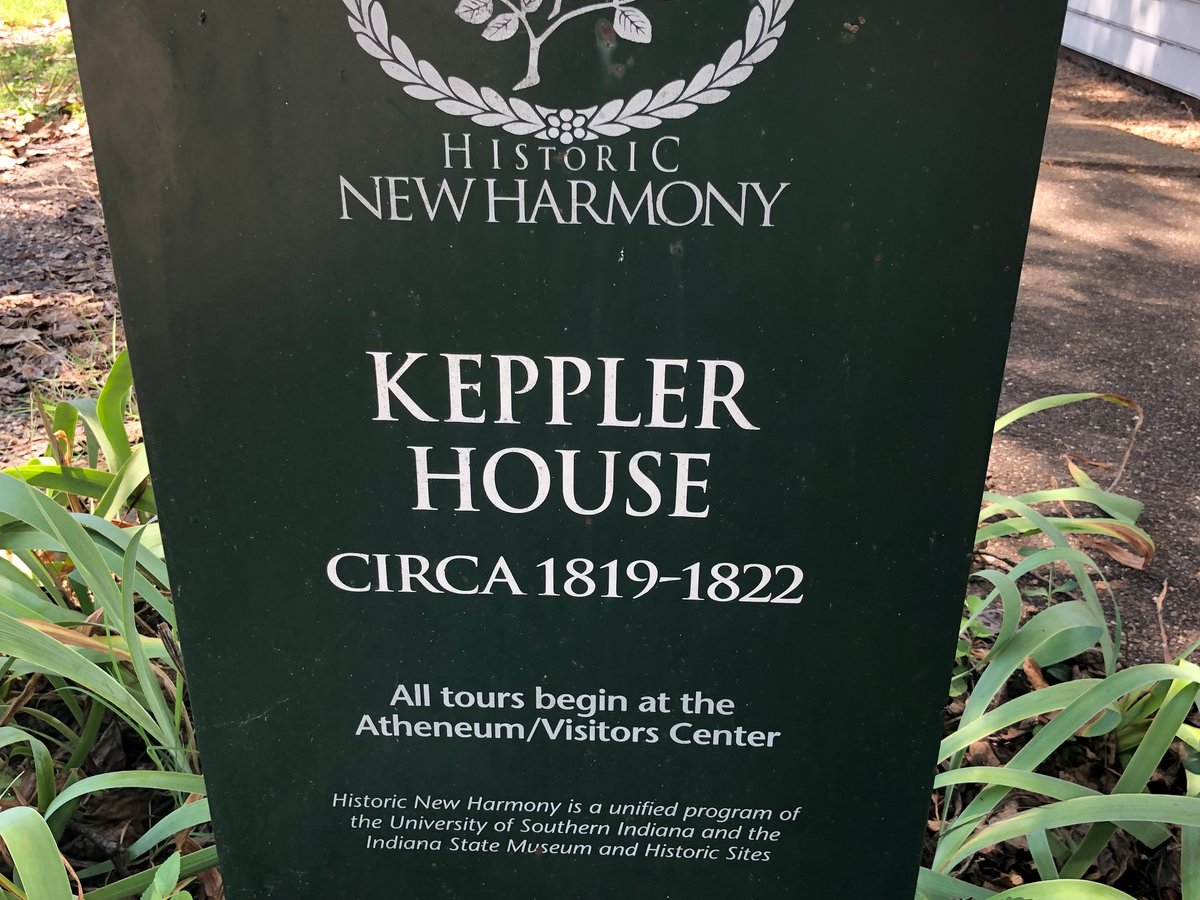 HISTORIC
NEW HARMONY
KEPPLER
HOUSE
CIRCA 1819-1822
All tours begin at the
Atheneum/Visitors Center
Historic New Harmony is a unified program of
the University of Southern Indiana and the
Indiana State Museum and Historic Sites